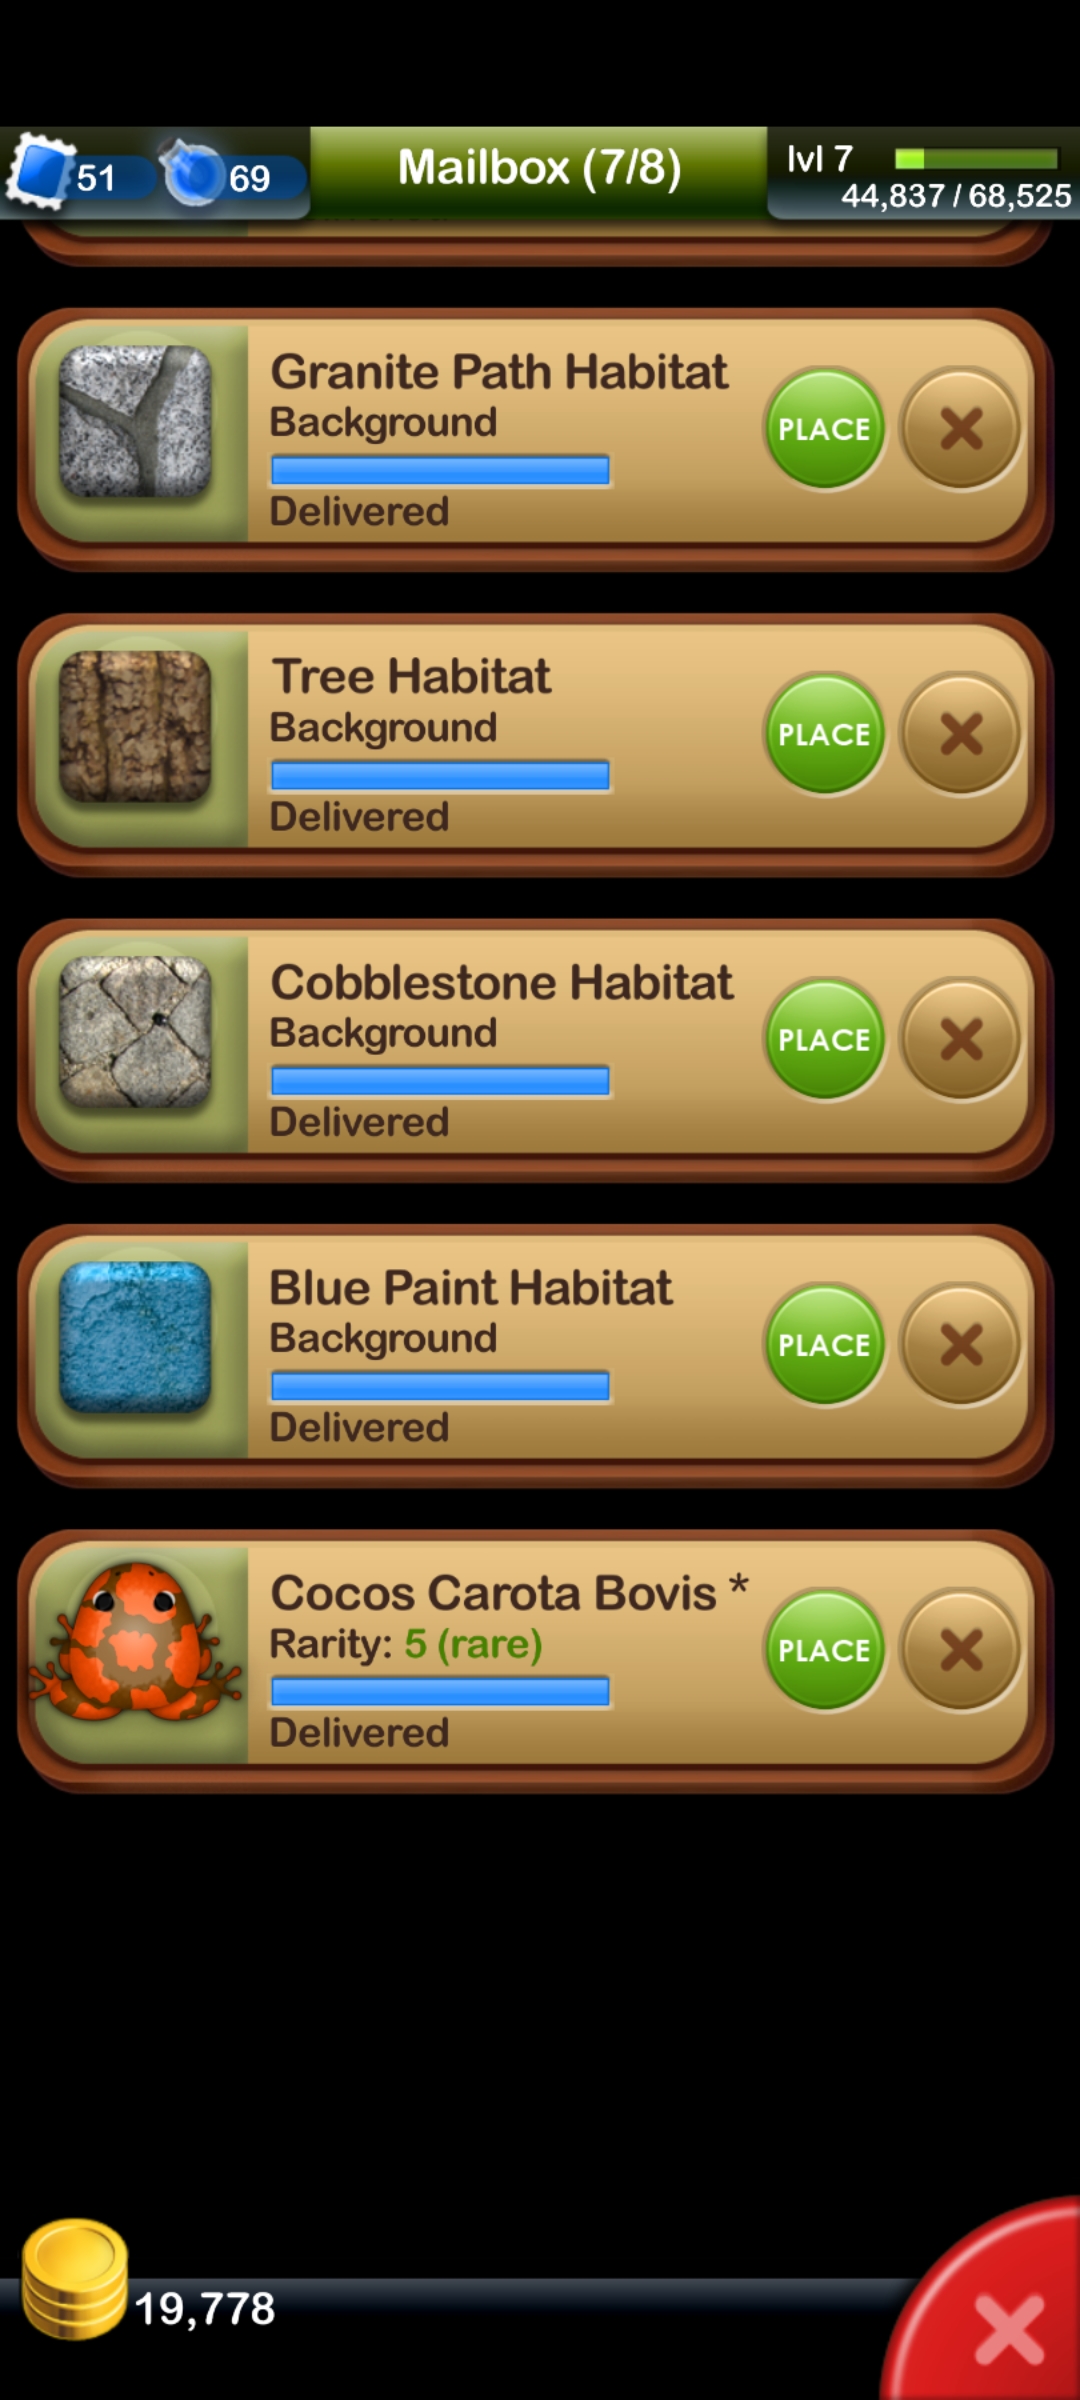 51
69
Mailbox (7/8)
lvl 7
44,837 / 68,525
Granite Path Habitat
Background
Delivered
PLACE
Tree Habitat
Background
Delivered
PLACE
Cobblestone Habitat
Background
Delivered
PLACE
Blue Paint Habitat
Background
Delivered
PLACE
Cocos Carota Bovis *
Rarity: 5 (rare)
Delivered
PLACE
19,778